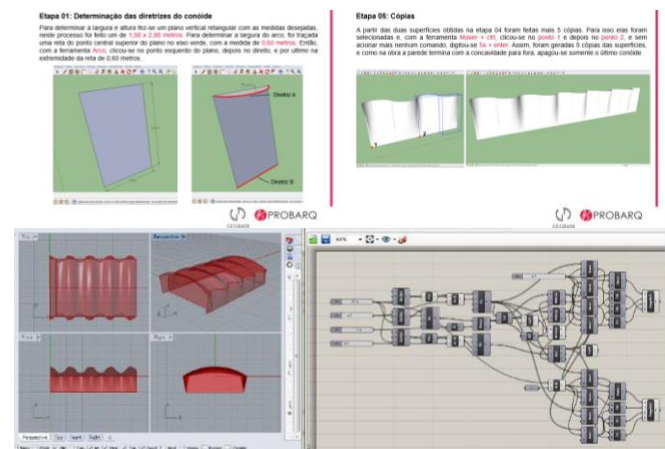 Etapa 01: Determinação das diretrizes do conóide
Para determinar a largura e altura fez-se um plano vertical retangular com as medidas desejadas,
neste processo foi feito um de 1,98 x 2,88 metros. Para determinar a largura do arco, foi traçada
uma reta do ponto central superior do plano no eixo verde, com a medida de 0,60 metros. Então,
com a ferramenta Arco, clicou-se no ponto esquerdo do plano, depois no direito, e por ultimo na
extremidade da reta de 0,60 metros.
Diretriz A
Diretriz B
PROBARQ
Etapa 05: Cópias
A partir das duas superfícies obtidas na etapa 04 foram feitas mais 5 cópias. Para isso elas foram
selecionadas e, com a ferramenta Mover + ctrl, clicou-se no ponto 1 e depois no ponto 2, e sem
acionar mais nenhum comando, digitou-se 5x + enter. Assim, foram geradas 5 cópias das superfícies,
e como na obra a parede termina com a concavidade para fora, apagou-se somente o último conóide.
1
2
PROBARQ
Perspective
Top
Front
Right